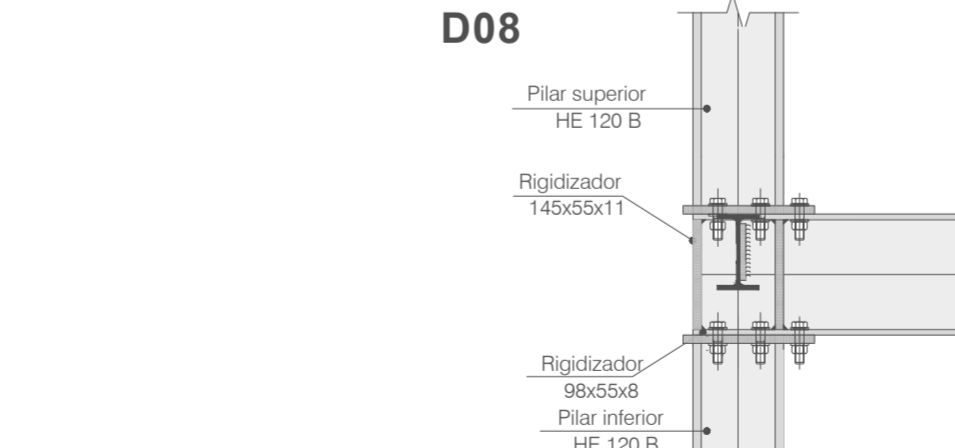 D08
Pilar superior
HE 120 B
Rigidizador
145x55x11
Rigidizador
98x55x8
Pilar inferior
HE 120 B